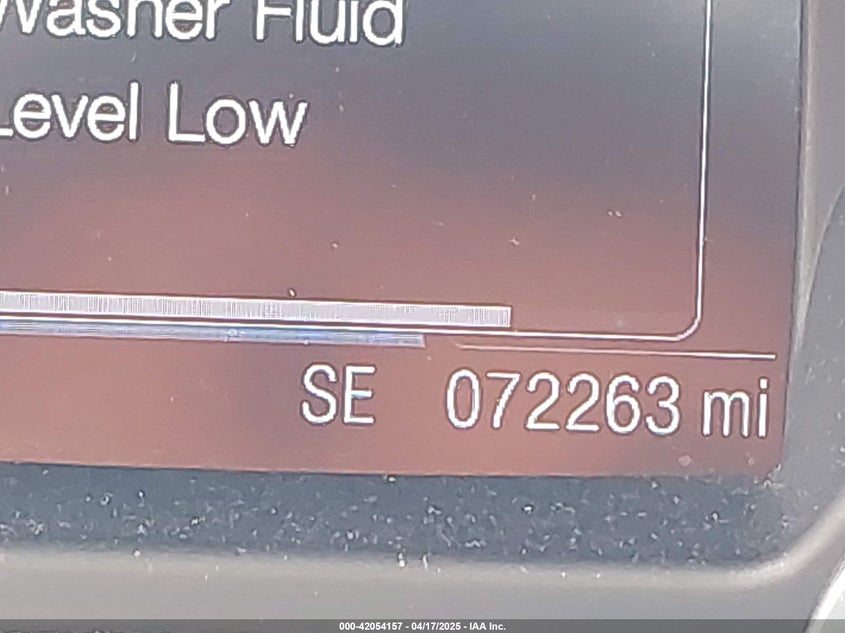 Washer Fluid
Level Low
SE 072263 mi
000-42054157 - 04/17/2025 - IAA Inc.